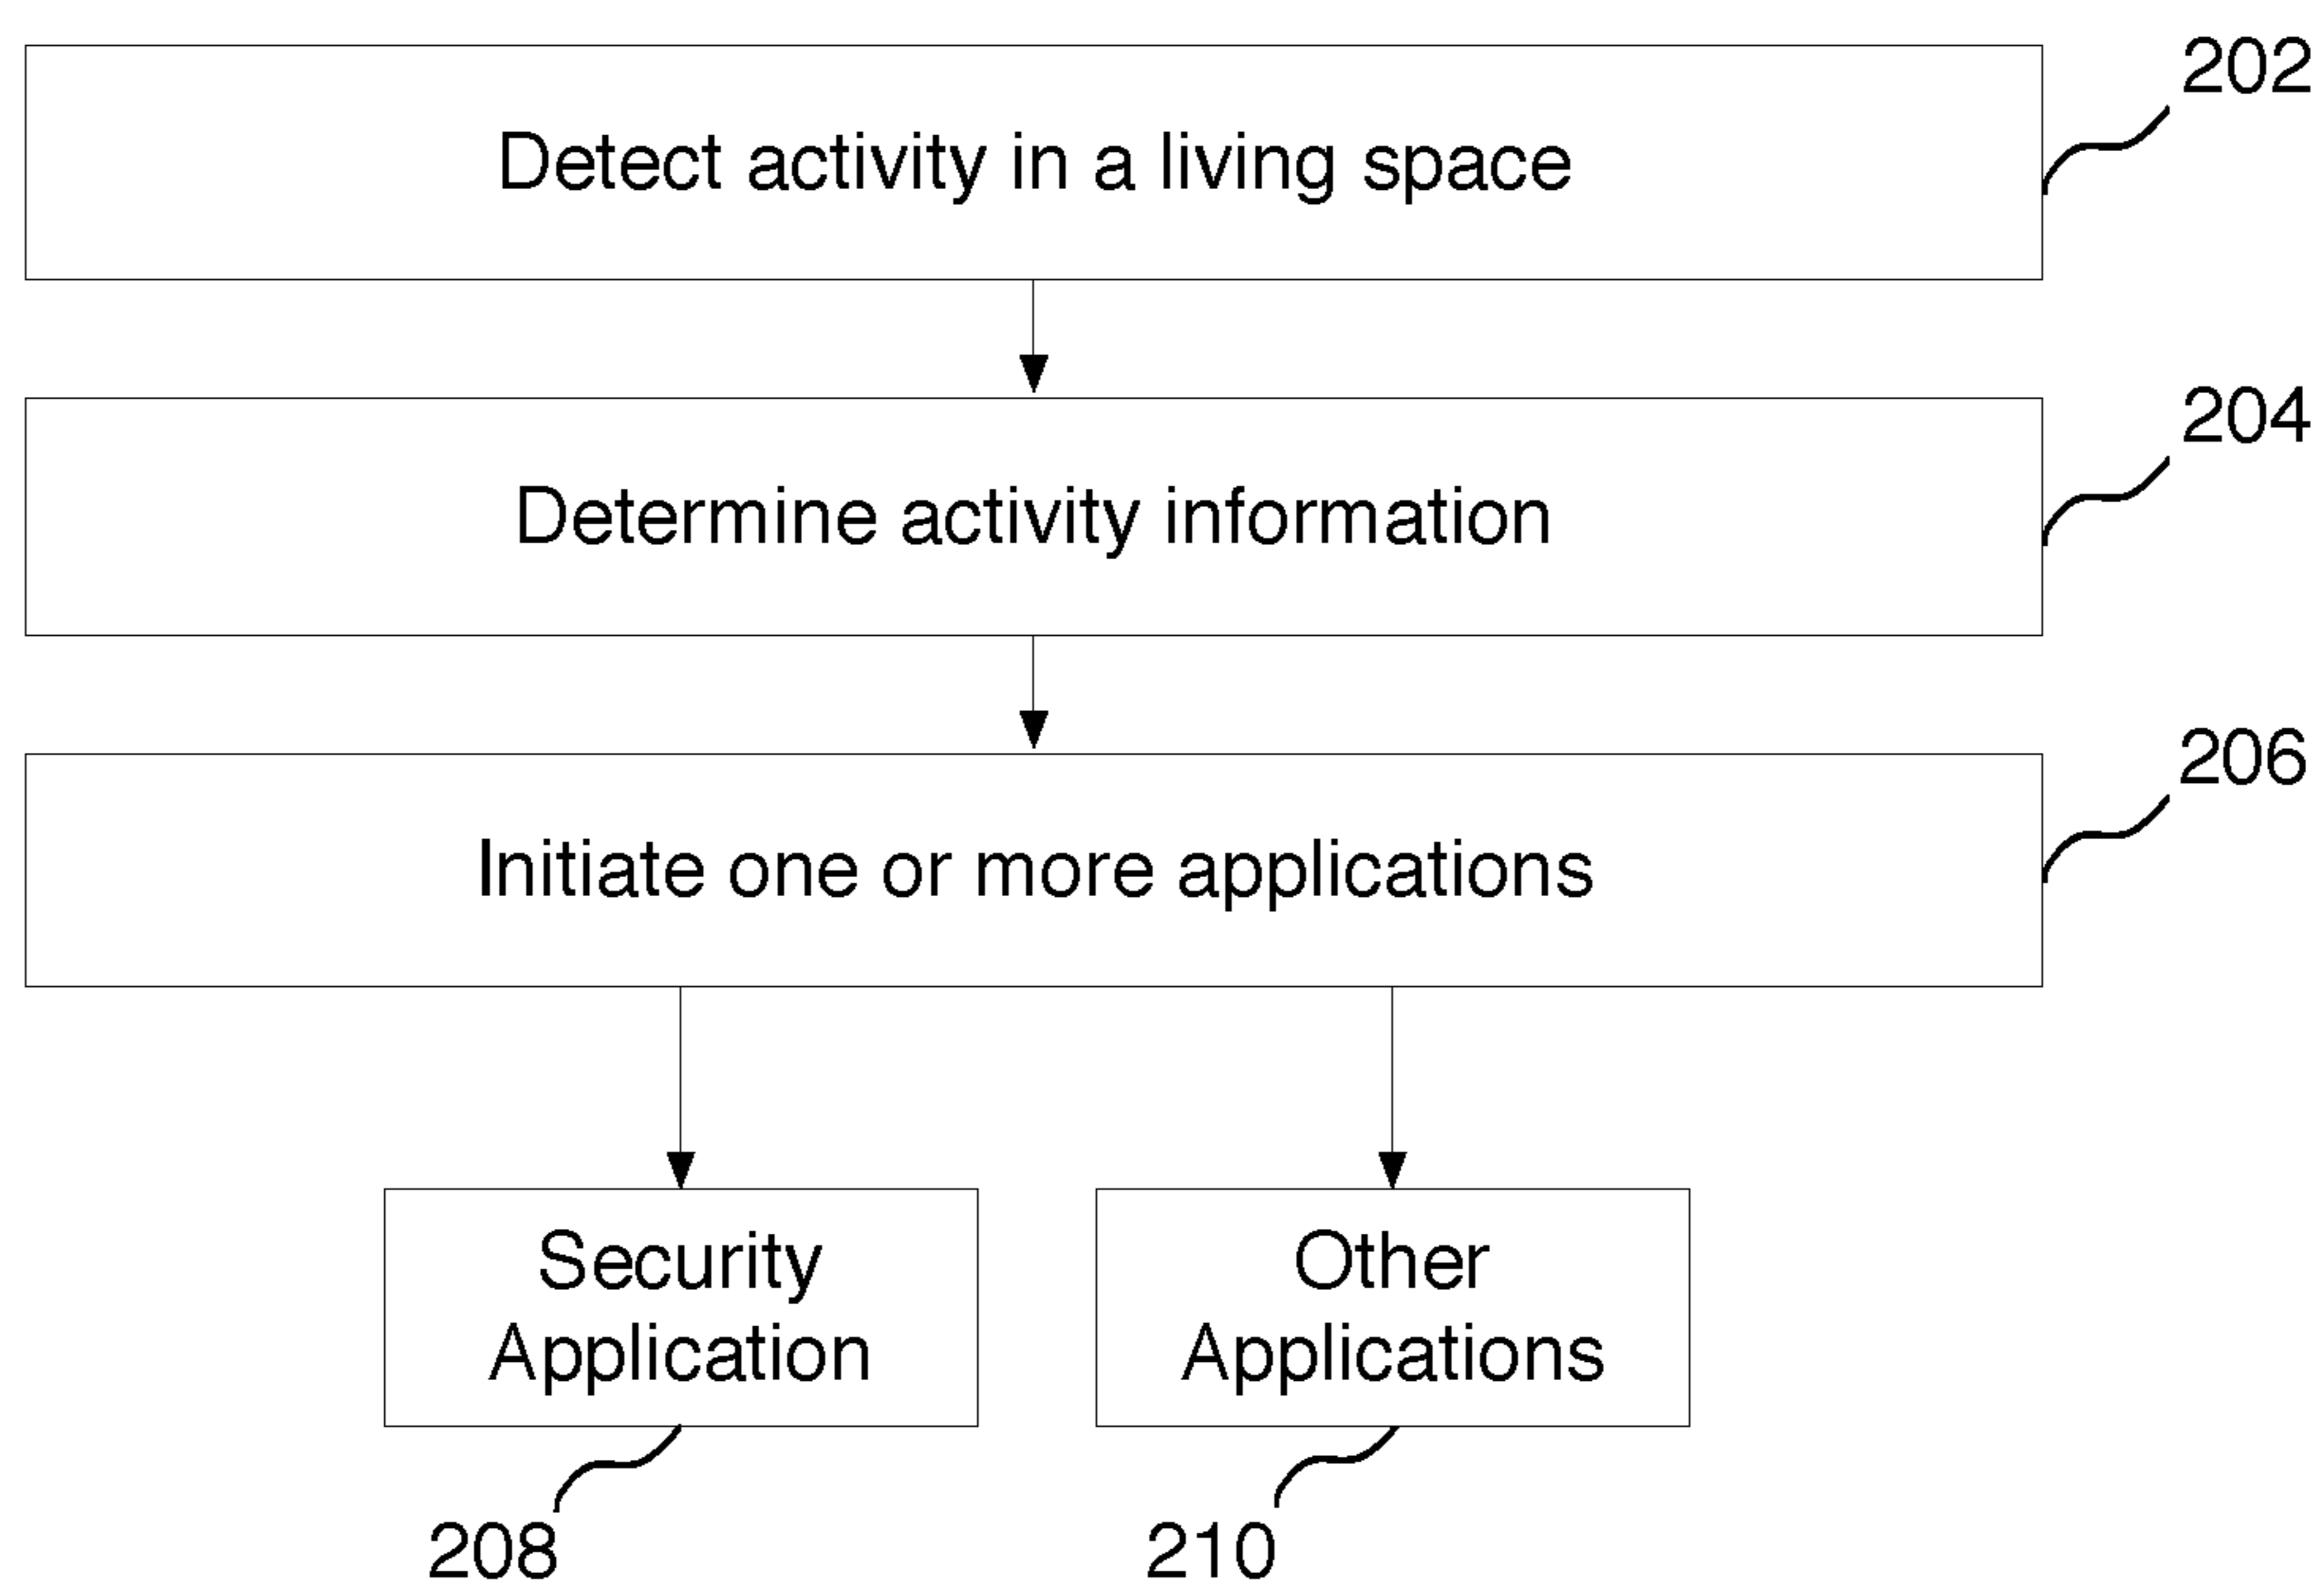 202
Detect activity in a living space
204
Determine activity information
206
Initiate one or more applications
Security
Application
Other
Applications
208
210